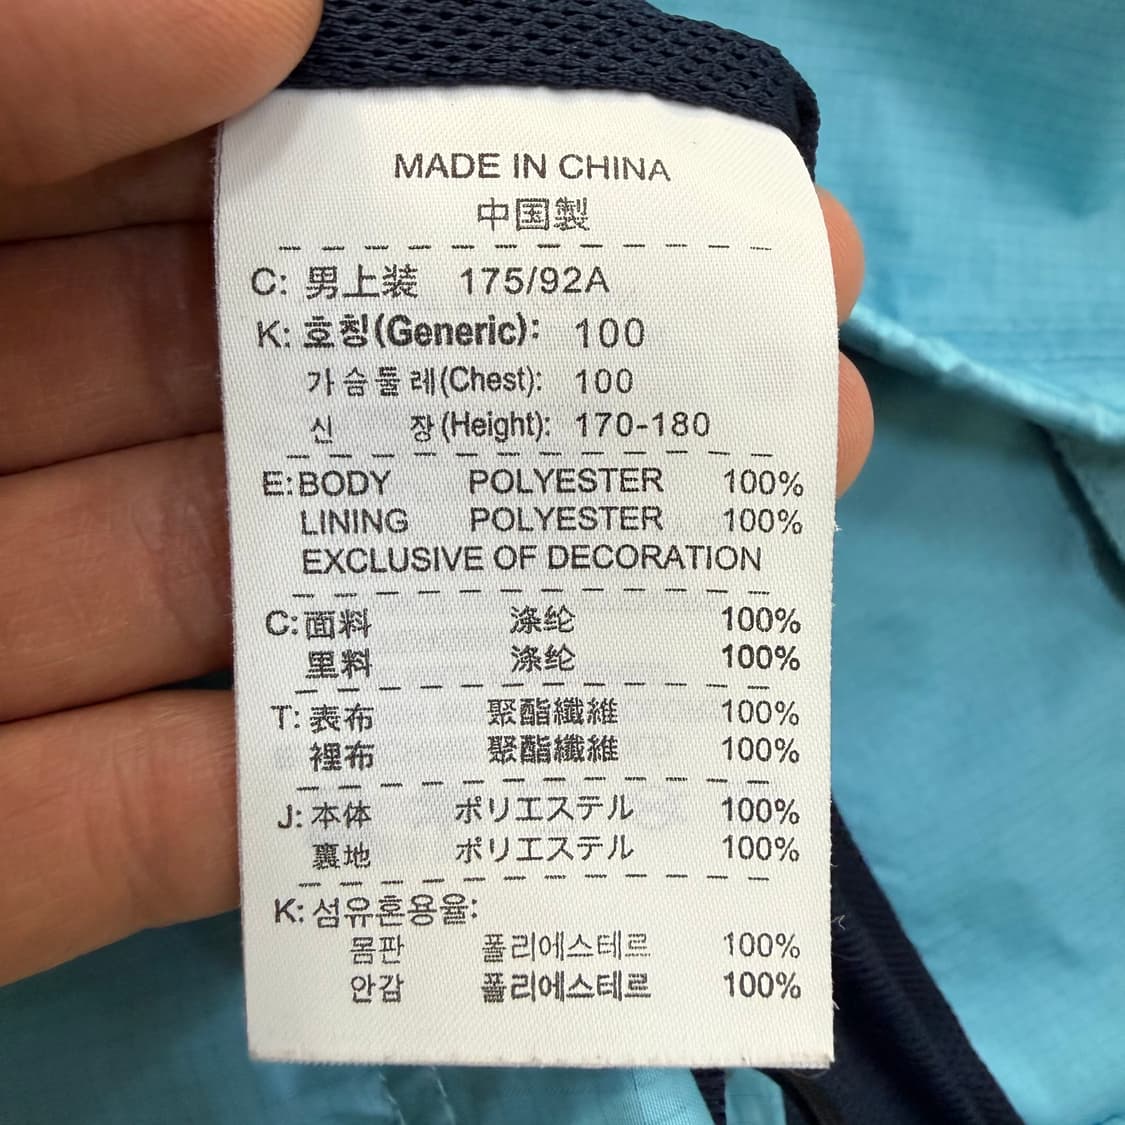 MADE IN CHINA
中国製
C: 男上装 175/92A
K: 호칭(Generic): 100
가슴둘레(Chest): 100
신 장(Height): 170-180
E: BODY POLYESTER 100%
LINING POLYESTER 100%
EXCLUSIVE OF DECORATION
C: 面料 涤纶 100%
里料 涤纶 100%
T: 表布 聚酯纖維 100%
裡布 聚酯纖維 100%
J: 本体 ポリエステル 100%
裏地 ポリエステル 100%
K: 섬유혼용율:
몸판 폴리에스테르 100%
안감 폴리에스테르 100%